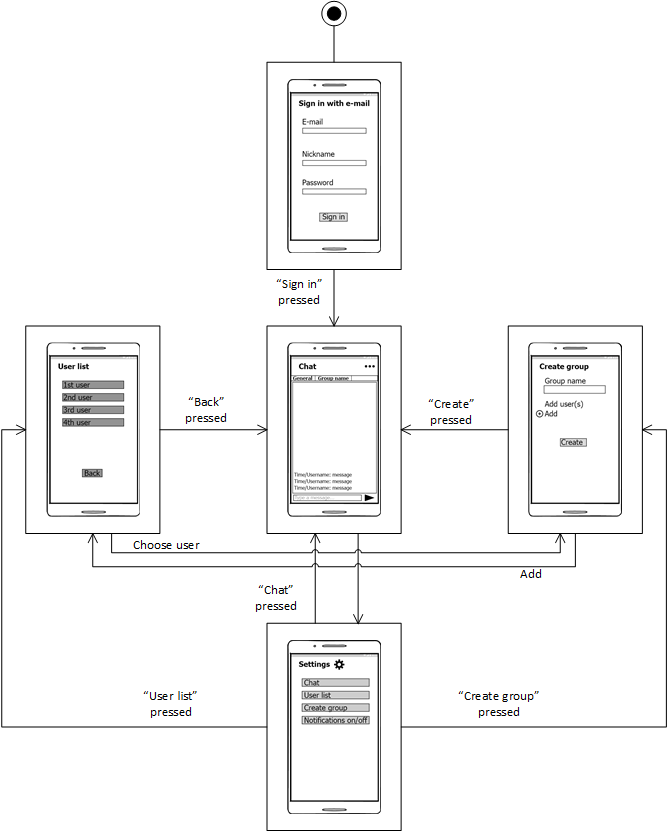 Sign in with e-mail
E-mail
Nickname
Password
Sign in
“Sign in”
pressed
User list
1st user
2nd user
3rd user
4th user
Back
“Back”
pressed
Chat •••
General Group name
Time/Username: message
Time/Username: message
Time/Username: message
Type a message...
“Create”
pressed
Create group
Group name
Add user(s)
Add
Create
Choose user
Add
“Chat”
pressed
Settings
Chat
User list
Create group
Notifications on/off
“User list”
pressed
“Create group”
pressed